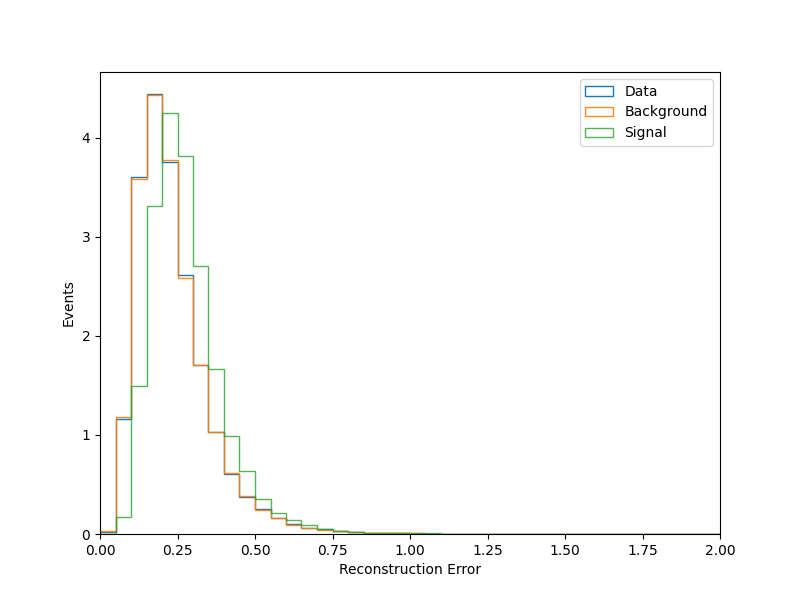 Data
Background
Signal
4
3
2
1
0
Events
0.00 0.25 0.50 0.75 1.00 1.25 1.50 1.75 2.00
Reconstruction Error